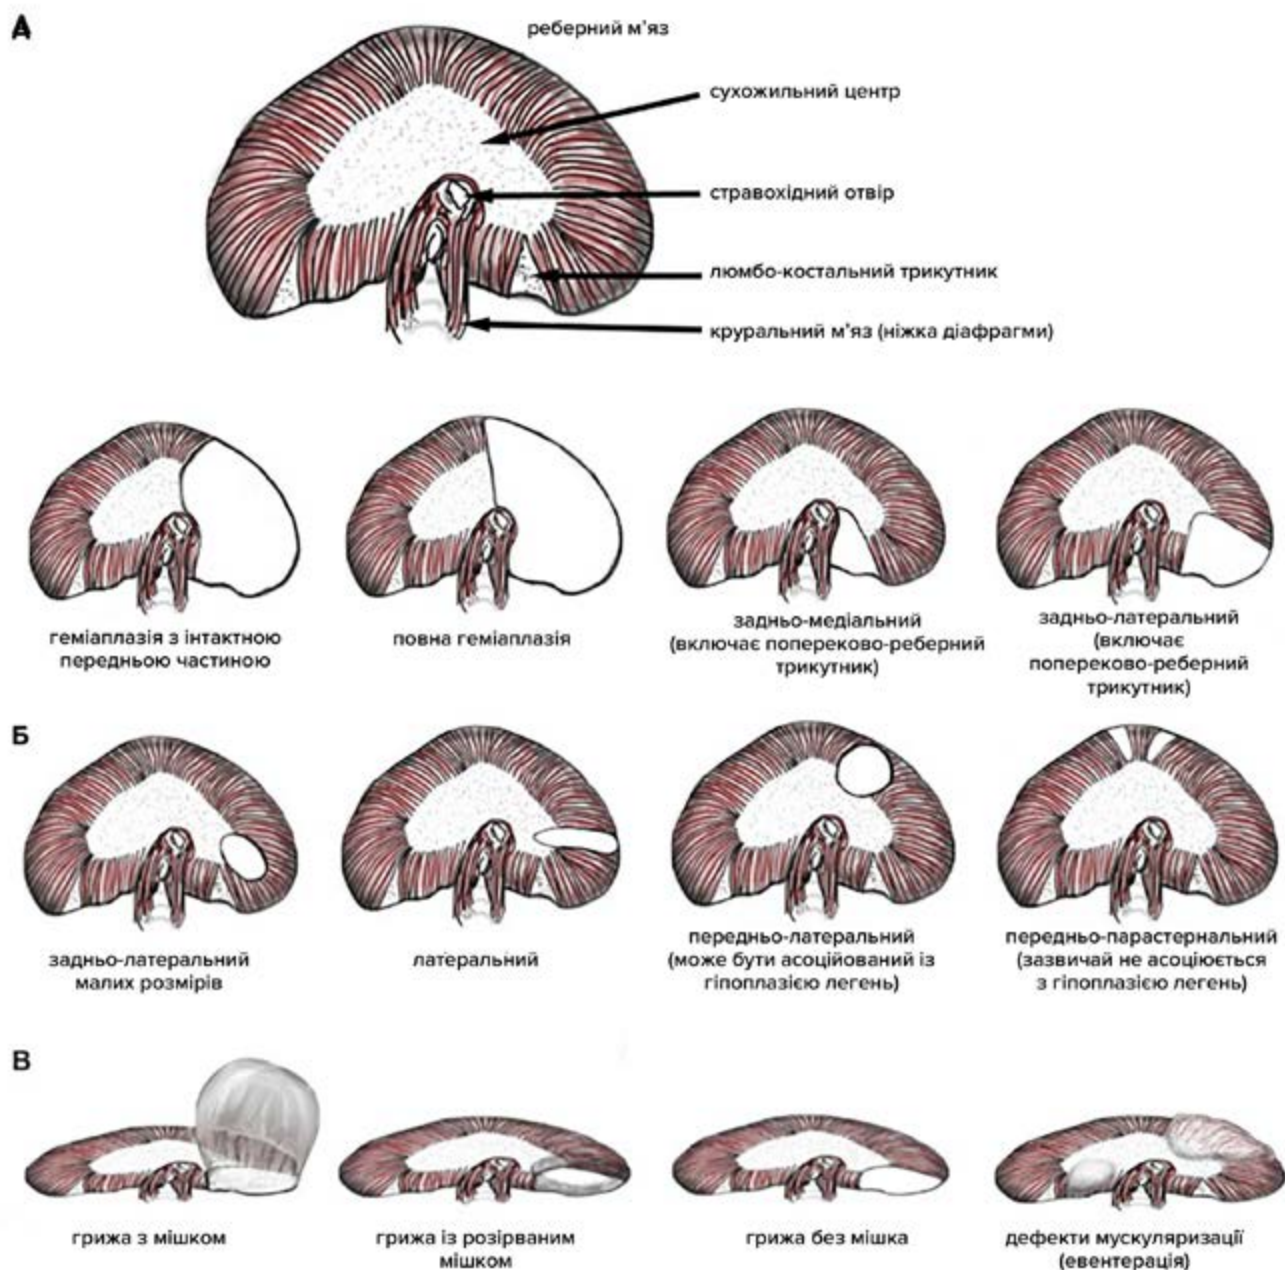 А
реберний м'яз
сухожильний центр
стравохідний отвір
люмбо-костальний трикутник
круральний м'яз (ніжка діафрагми)
геміаплазія з інтактною
передньою частиною
повна геміаплазія
задньо-медіальний
(включає попереково-реберний
трикутник)
задньо-латеральний
(включає
попереково-реберний
трикутник)
Б
задньо-латеральний
малих розмірів
латеральний
передньо-латеральний
(може бути асоційований із
гіпоплазією легень)
передньо-парастернальний
(зазвичай не асоціюється
з гіпоплазією легень)
В
грижа з мішком
грижа із розірваним
мішком
грижа без мішка
дефекти мускуляризації
(евентерація)